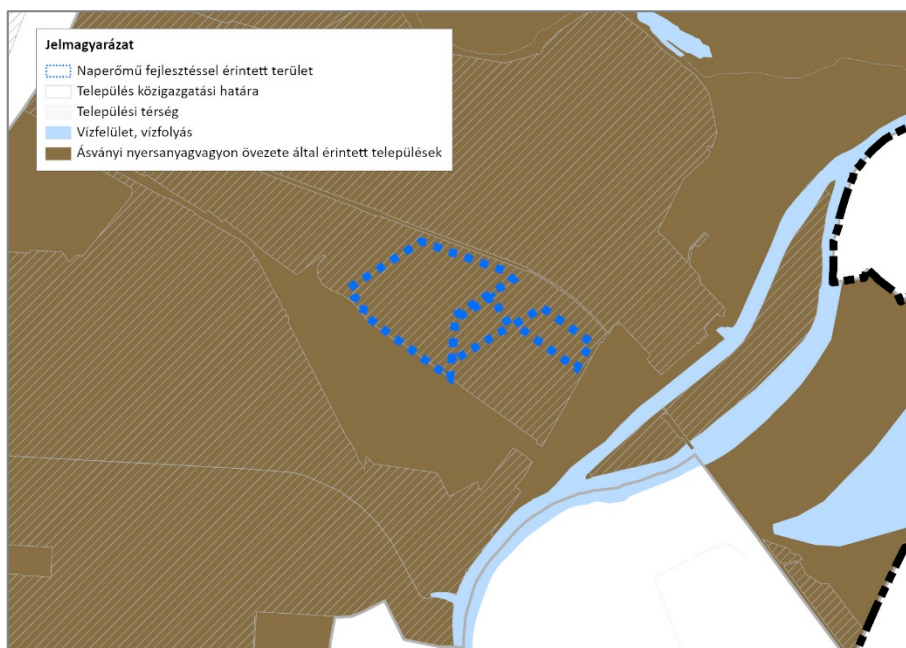 Jelmagyarázat
Naperőmű fejlesztéssel érintett terület
Település közigazgatási határa
Települési térség
Vízfelület, vízfolyás
Ásványi nyersanyagvagyon övezete által érintett települések